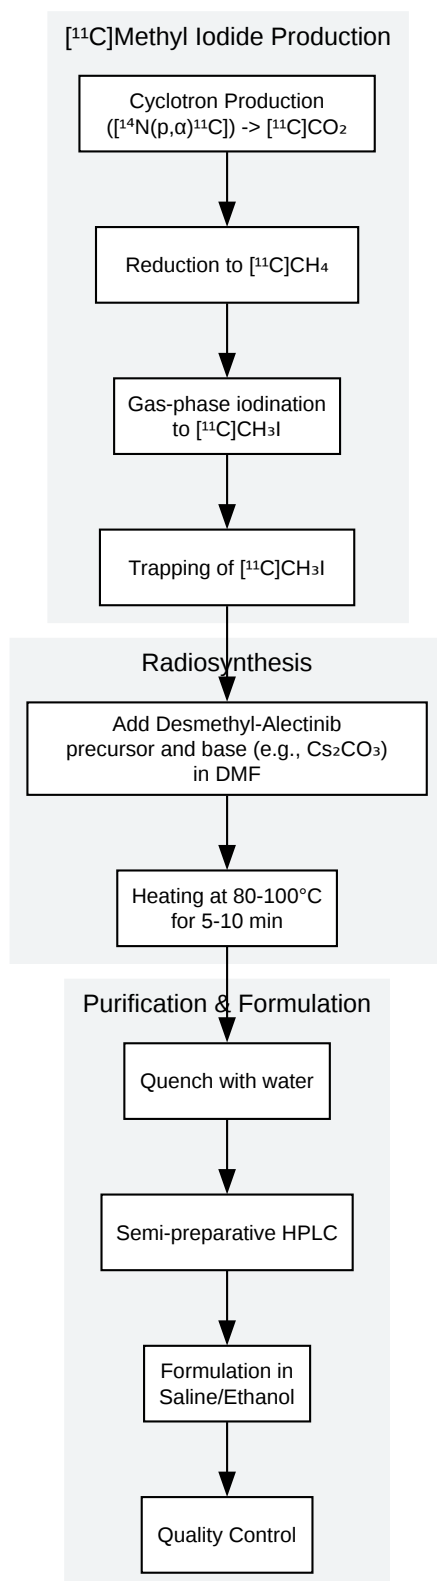 [¹¹C]Methyl Iodide Production
Cyclotron Production
([¹⁴N(p,α)¹¹C]) -> [¹¹C]CO₂
Reduction to [¹¹C]CH₄
Gas-phase iodination
to [¹¹C]CH₃I
Trapping of [¹¹C]CH₃I
Radiosynthesis
Add Desmethyl-Alectinib
precursor and base (e.g., Cs₂CO₃)
in DMF
Heating at 80-100°C
for 5-10 min
Purification & Formulation
Quench with water
Semi-preparative HPLC
Formulation in
Saline/Ethanol
Quality Control